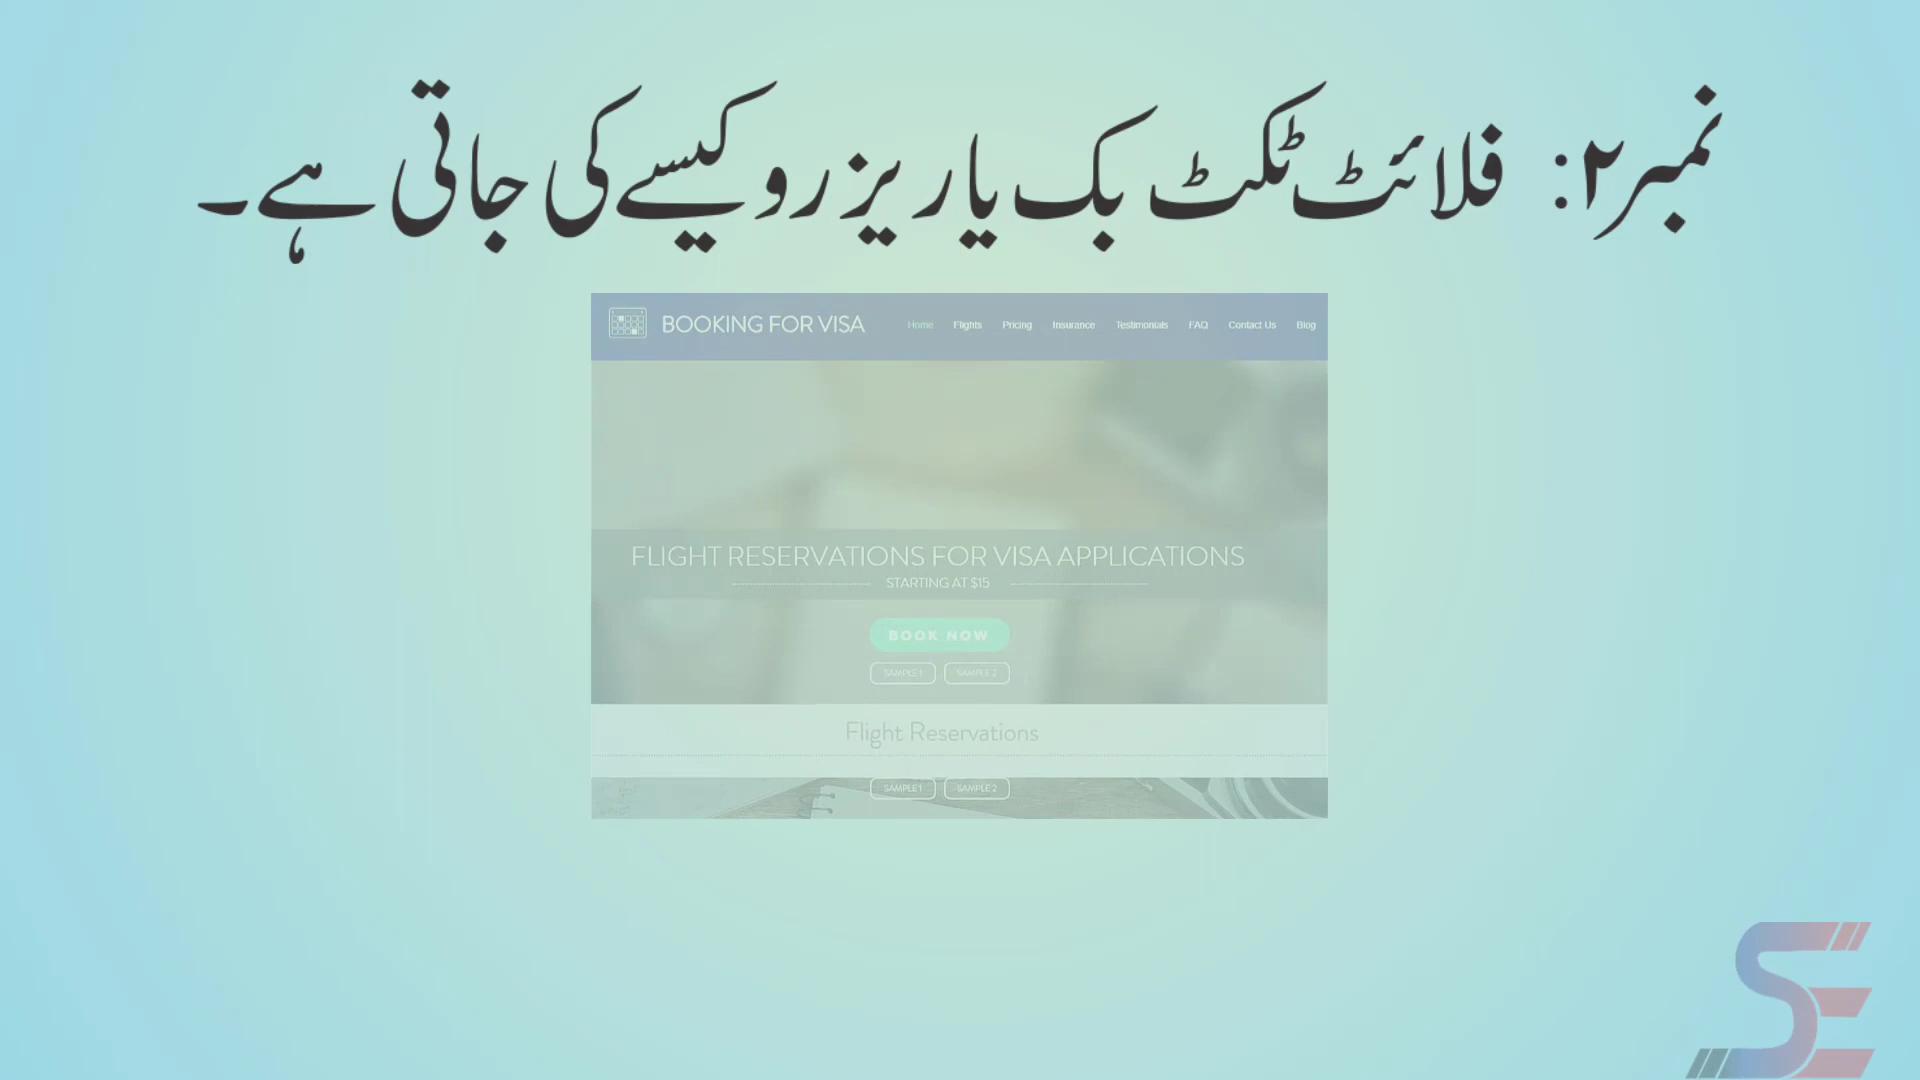 نمبر۲: فلائٹ ٹکٹ بک یا ریزرو کیسے کی جاتی ہے۔
BOOKING FOR VISA
Home Flights Pricing Insurance Testimonials FAQ Contact Us Blog
FLIGHT RESERVATIONS FOR VISA APPLICATIONS
STARTING AT $15
BOOK NOW
SAMPLE 1 SAMPLE 2
Flight Reservations
SAMPLE 1 SAMPLE 2
SE